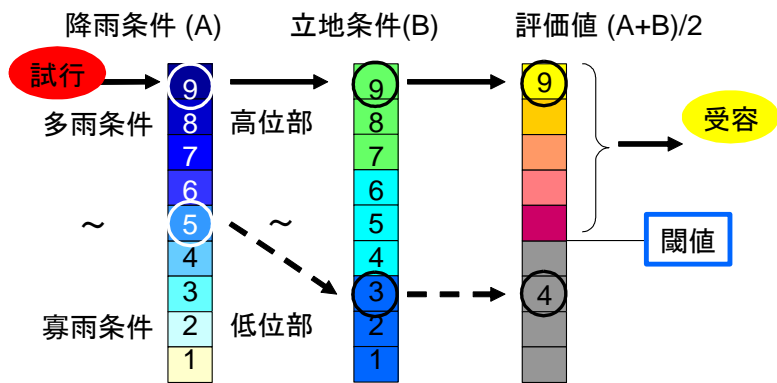 降雨条件 (A) 立地条件(B) 評価値 (A+B)/2
試行 9 9 9
多雨条件 8 高位部 8 受容
7 7
6 6
~ 5 ~ 5
4 4 閾値
3 3 4
寡雨条件 2 低位部 2
1 1